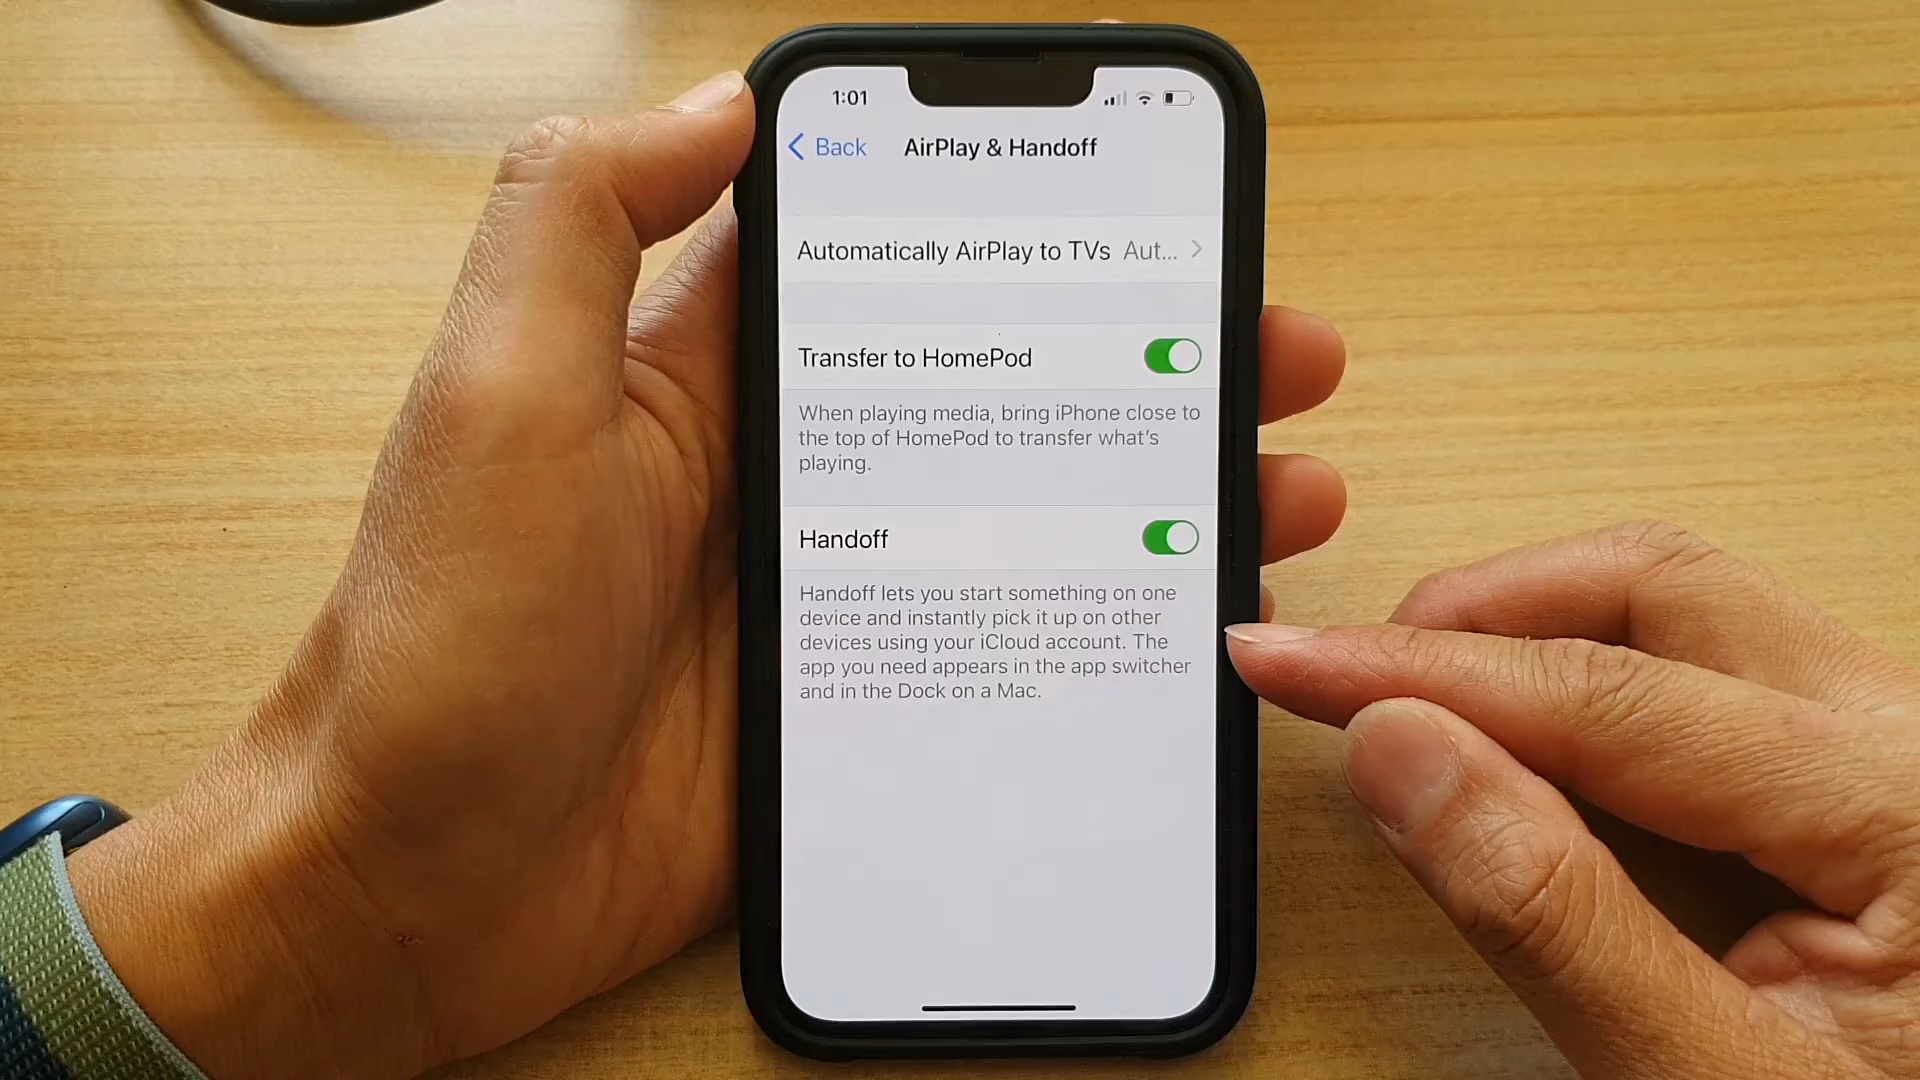 1:01
Back
AirPlay & Handoff
Automatically AirPlay to TVs Aut...
Transfer to HomePod
When playing media, bring iPhone close to
the top of HomePod to transfer what's
playing.
Handoff
Handoff lets you start something on one
device and instantly pick it up on other
devices using your iCloud account. The
app you need appears in the app switcher
and in the Dock on a Mac.